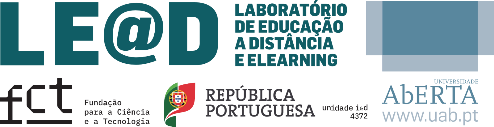 LE@D
LABORATÓRIO
DE EDUCAÇÃO
A DISTÂNCIA
E ELEARNING
fct
Fundação
para a Ciência
e a Tecnologia
REPÚBLICA
PORTUGUESA
unidade i&d
4372
UNIVERSIDADE
AbERTA
www.uab.pt